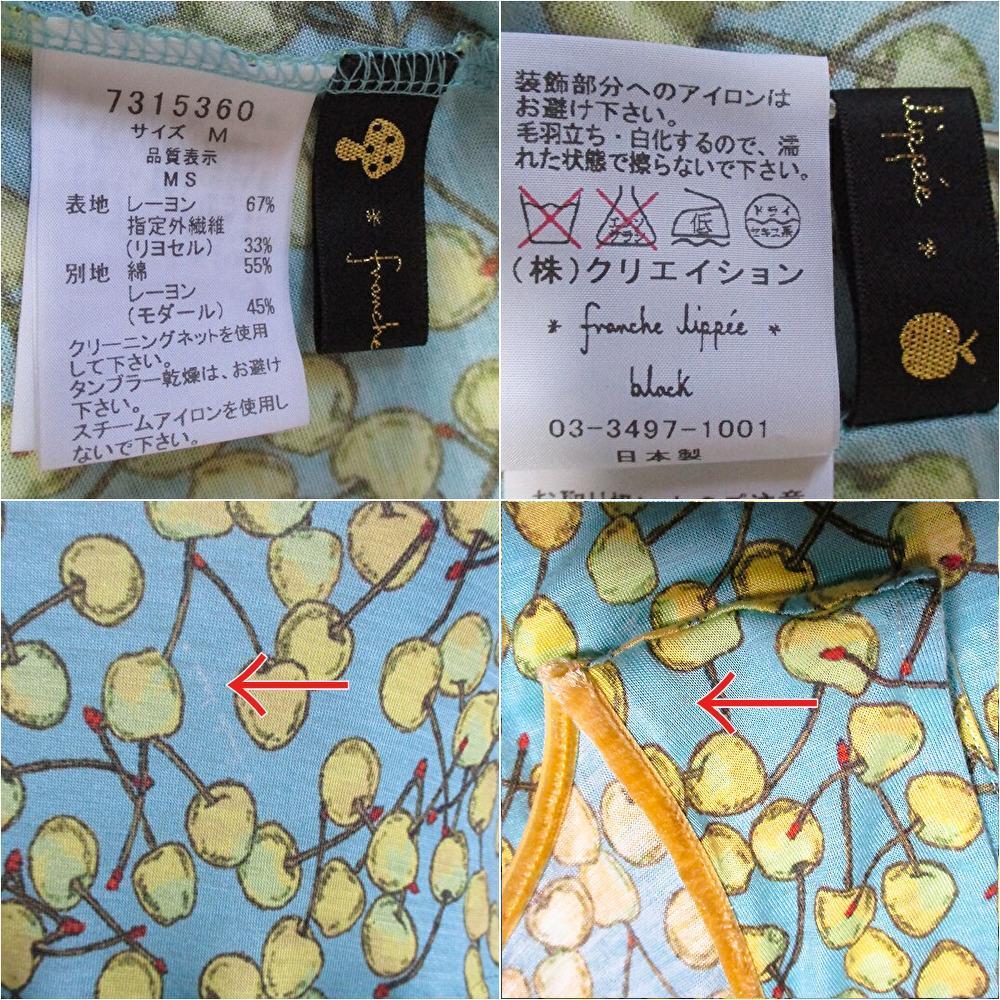 7315360
サイズ M
品質表示
MS
表地 レーヨン 67%
指定外繊維
(リヨセル) 33%
別地 綿 55%
レーヨン
(モダール) 45%
クリーニングネットを使用
して下さい。
タンブラー乾燥は、お避け
下さい。
スチームアイロンを使用し
ないで下さい。
* franche
装飾部分へのアイロンは
お避け下さい。
毛羽立ち・白化するので、濡
れた状態で擦らないで下さい。
エンソ
サラシ
低
ドライ
セキユ系
(株)クリエイション
* franche lippée *
black
03-3497-1001
日本製
lippée *